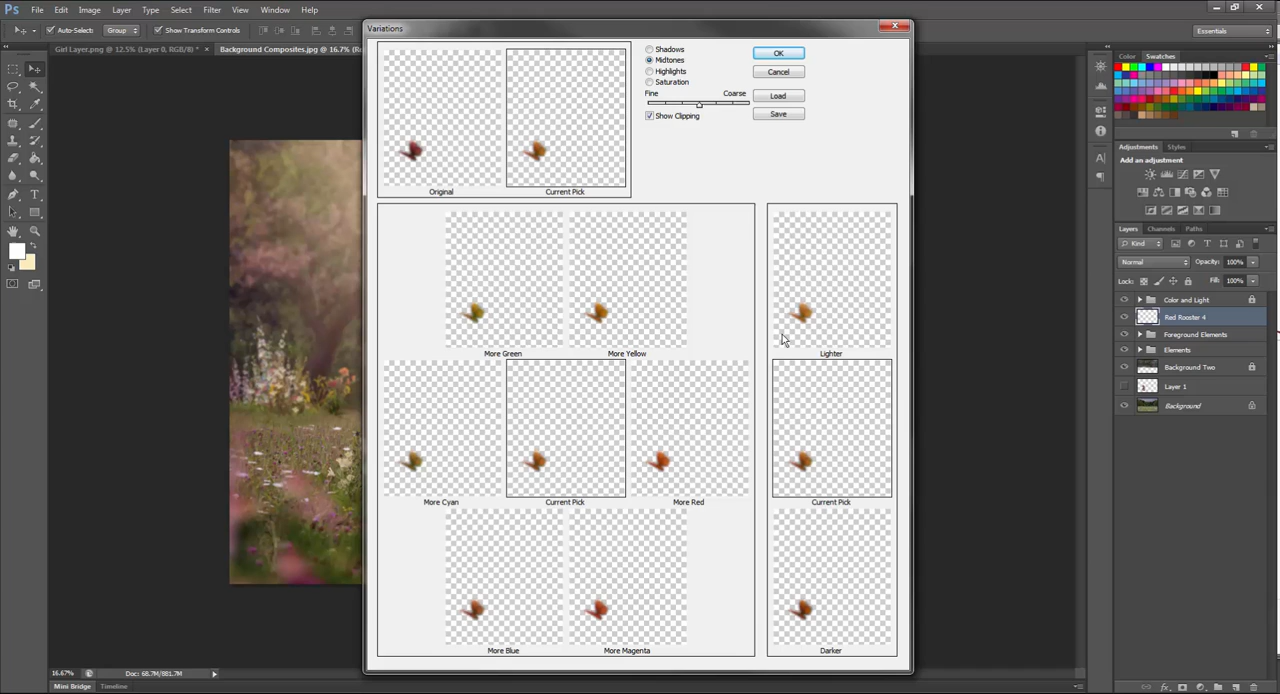 Ps File Edit Image Layer Type Select Filter View Window Help
Auto-Select: Group Show Transform Controls Essentials
Girl Layer.png @ 12.5% (Layer 0, RGB/8) * × Background Composites.jpg @ 16.7%
Variations
Shadows
Midtones
Highlights
Saturation
Fine Coarse
Show Clipping
OK
Cancel
Load
Save
Original Current Pick
More Green More Yellow Lighter
More Cyan Current Pick More Red Current Pick
More Blue More Magenta Darker
Color Swatches
Adjustments Styles
Add an adjustment
Layers Channels Paths
Kind
Normal Opacity: 100%
Lock: Fill: 100%
Color and Light
Red Rooster 4
Foreground Elements
Elements
Background Two
Layer 1
Background
16.67% Doc: 68.7M/881.7M
Mini Bridge Timeline